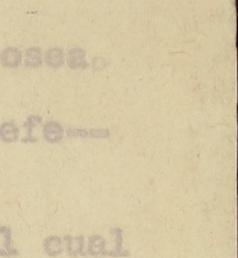 osea.
efe--
l cual